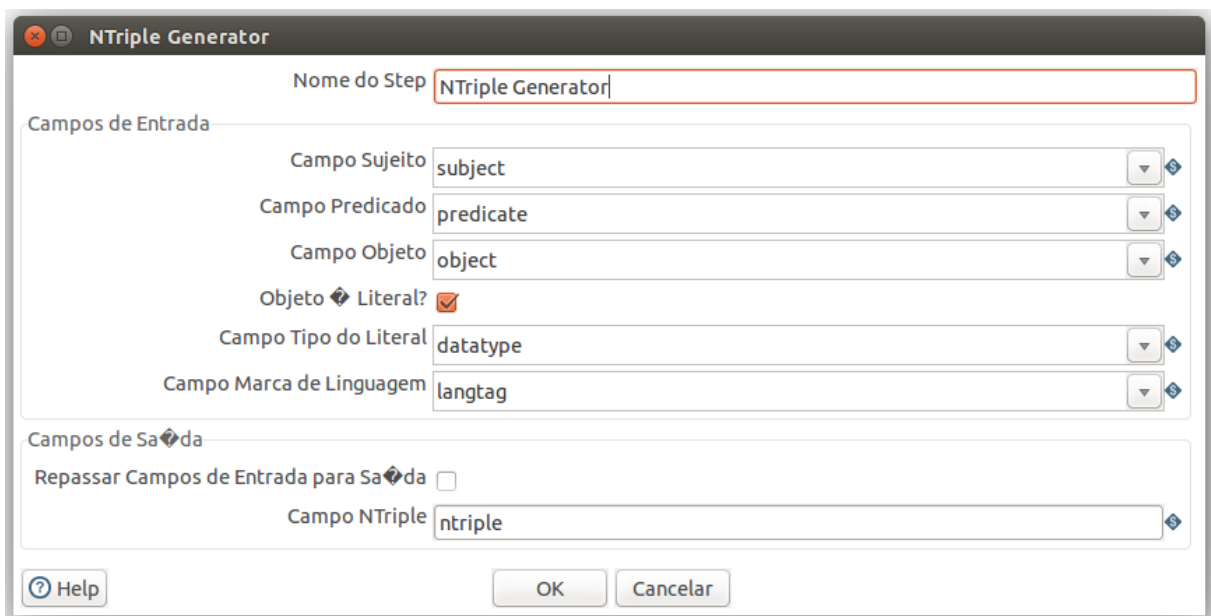 NTriple Generator
Nome do Step NTriple Generator
Campos de Entrada
Campo Sujeito subject
Campo Predicado predicate
Campo Objeto object
Objeto � Literal?
Campo Tipo do Literal datatype
Campo Marca de Linguagem langtag
Campos de Sa�da
Repassar Campos de Entrada para Sa�da
Campo NTriple ntriple
Help OK Cancelar